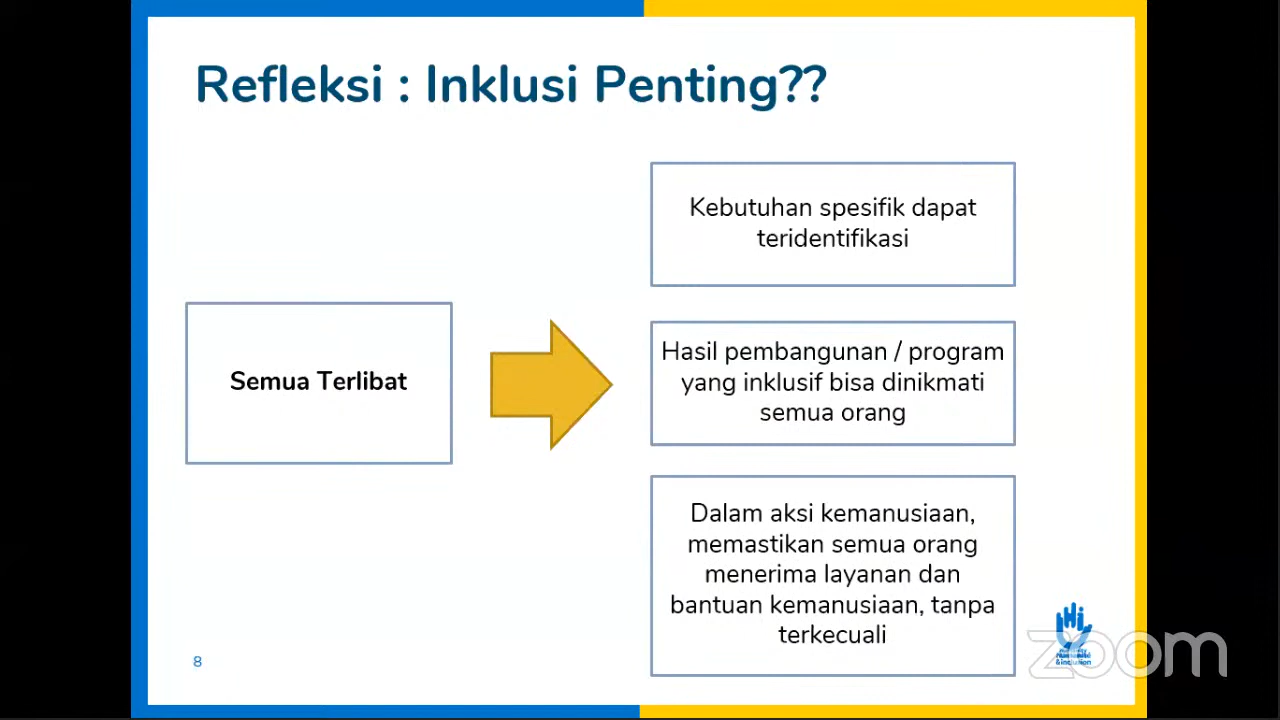 Refleksi : Inklusi Penting??
Kebutuhan spesifik dapat
teridentifikasi
Semua Terlibat
Hasil pembangunan / program
yang inklusif bisa dinikmati
semua orang
Dalam aksi kemanusiaan,
memastikan semua orang
menerima layanan dan
bantuan kemanusiaan, tanpa
terkecuali
8
zoom